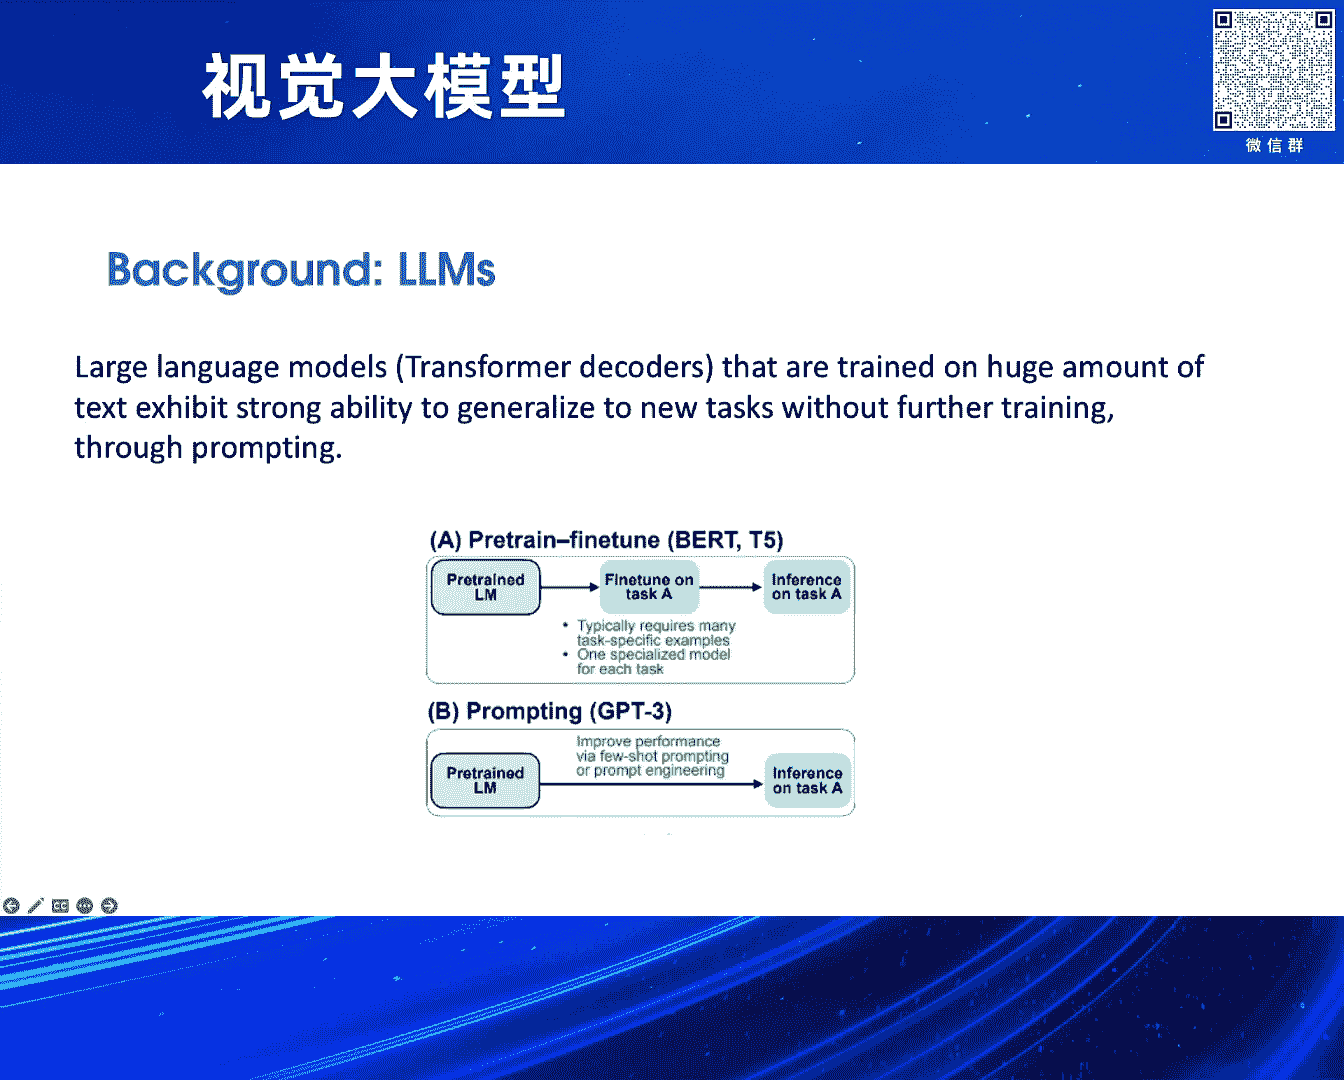 视觉大模型
微信群
Background: LLMs
Large language models (Transformer decoders) that are trained on huge amount of
text exhibit strong ability to generalize to new tasks without further training,
through prompting.
(A) Pretrain–finetune (BERT, T5)
Pretrained
LM
Finetune on
task A
Inference
on task A
• Typically requires many
task-specific examples
• One specialized model
for each task
(B) Prompting (GPT-3)
Pretrained
LM
Improve performance
via few-shot prompting
or prompt engineering
Inference
on task A
CC